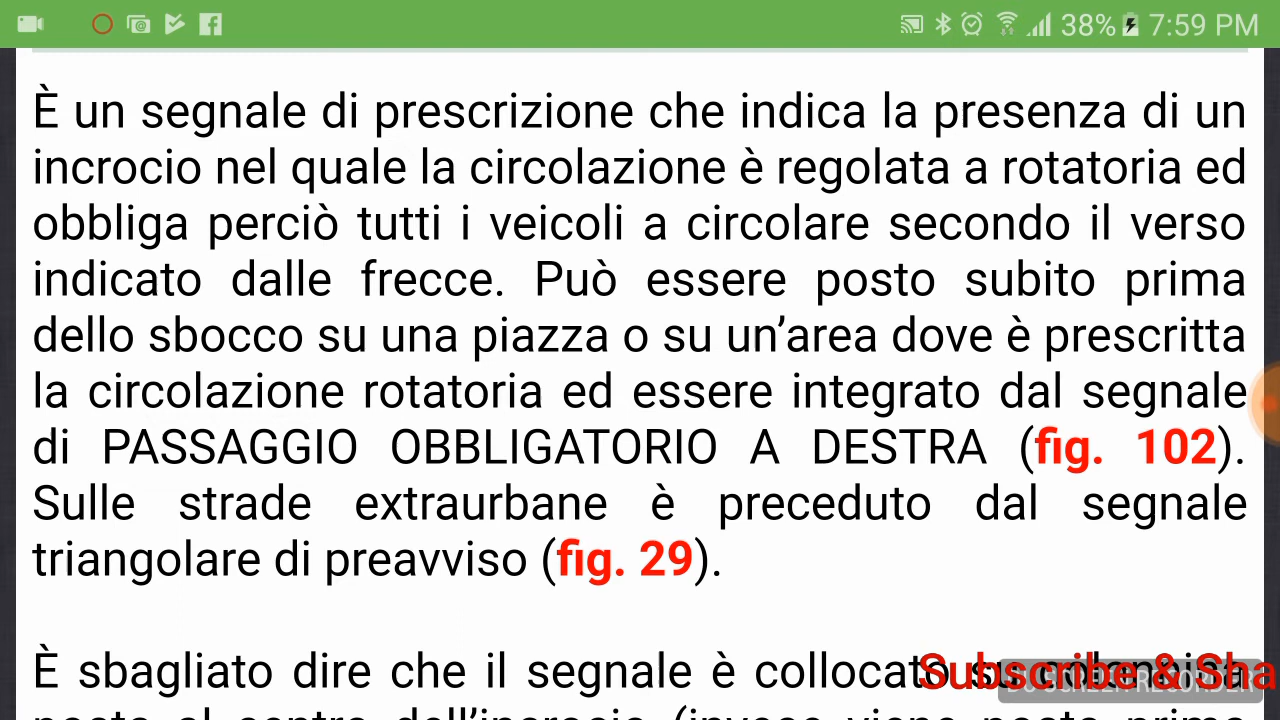 38% 7:59 PM
È un segnale di prescrizione che indica la presenza di un
incrocio nel quale la circolazione è regolata a rotatoria ed
obbliga perciò tutti i veicoli a circolare secondo il verso
indicato dalle frecce. Può essere posto subito prima
dello sbocco su una piazza o su un’area dove è prescritta
la circolazione rotatoria ed essere integrato dal segnale
di PASSAGGIO OBBLIGATORIO A DESTRA (fig. 102).
Sulle strade extraurbane è preceduto dal segnale
triangolare di preavviso (fig. 29).
È sbagliato dire che il segnale è collocato su colonnina
Subscribe & Sha